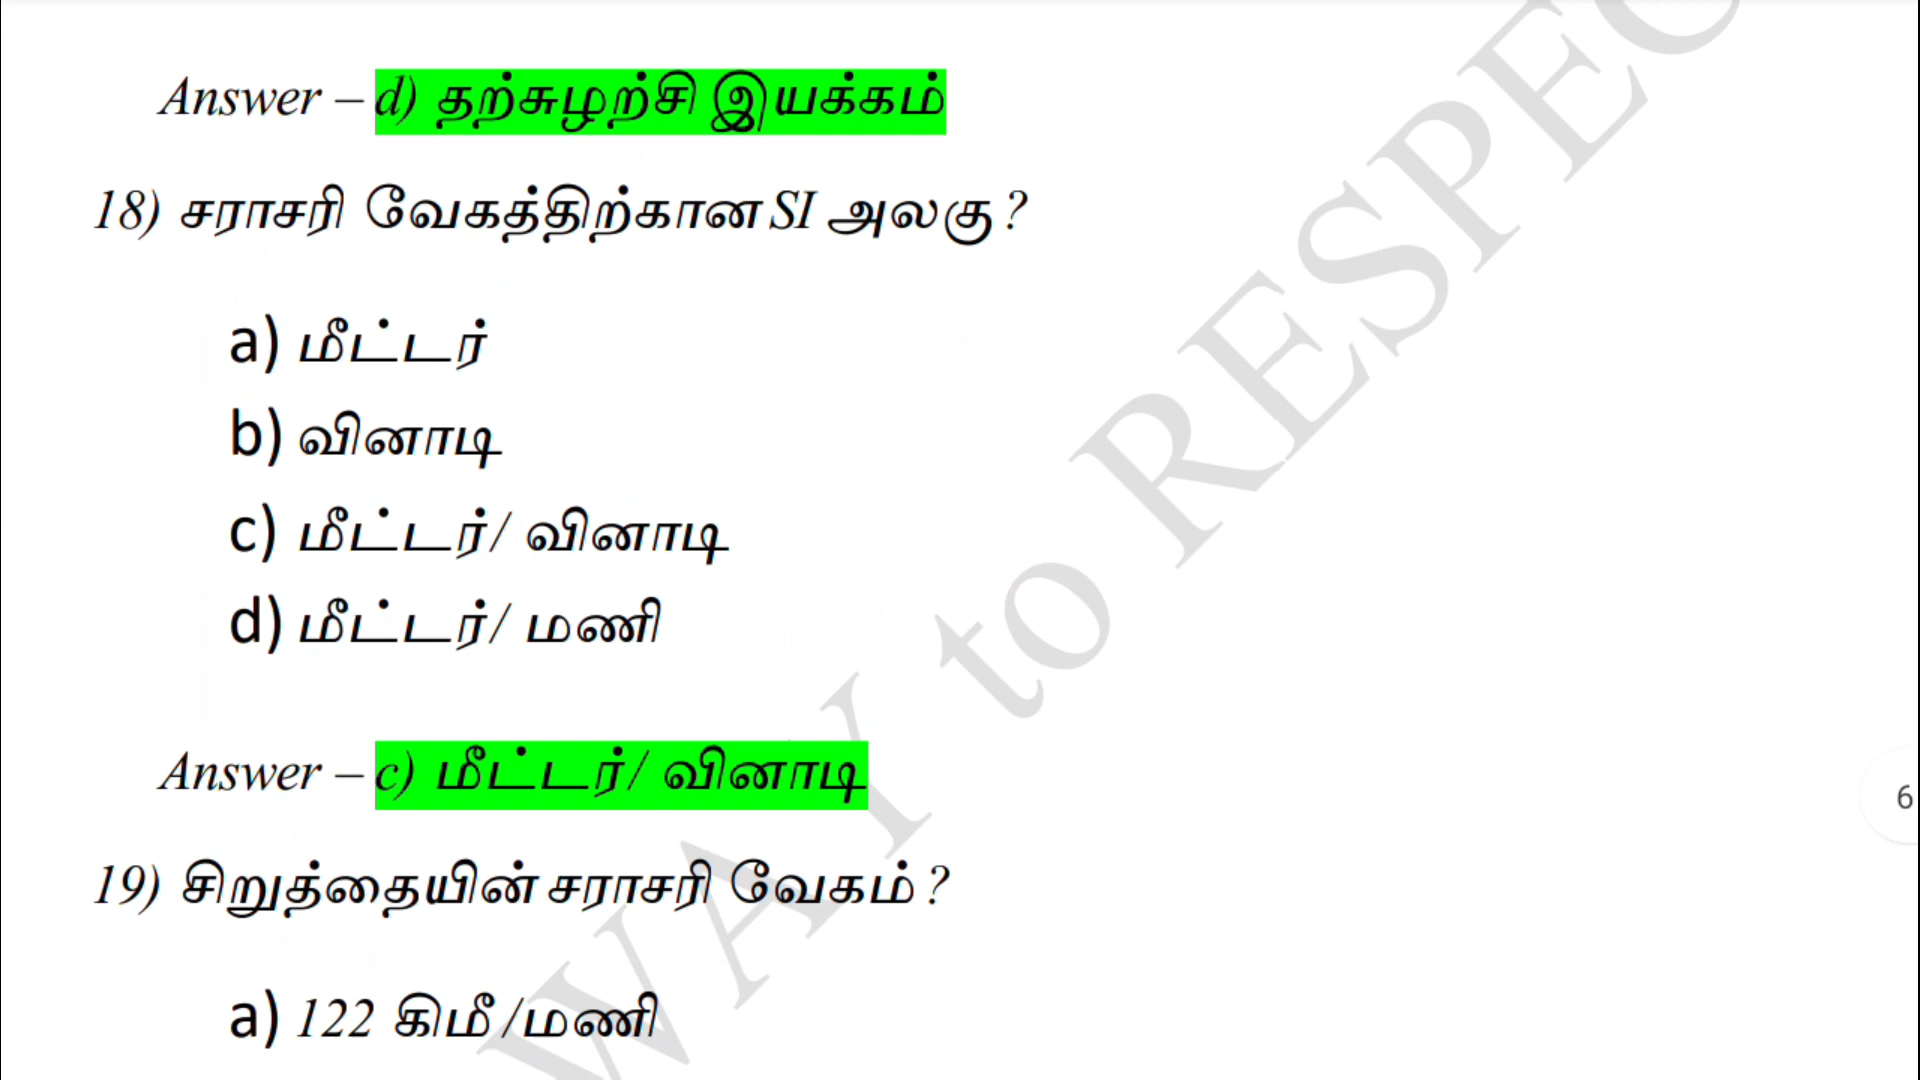 Answer – d) தற்சுழற்சி இயக்கம்
18) சராசரி வேகத்திற்கான SI அலகு ?
a) மீட்டர்
b) வினாடி
c) மீட்டர்/ வினாடி
d) மீட்டர்/ மணி
Answer – c) மீட்டர்/ வினாடி
6
19) சிறுத்தையின் சராசரி வேகம் ?
a) 122 கிமீ /மணி
WAY to RESPEC